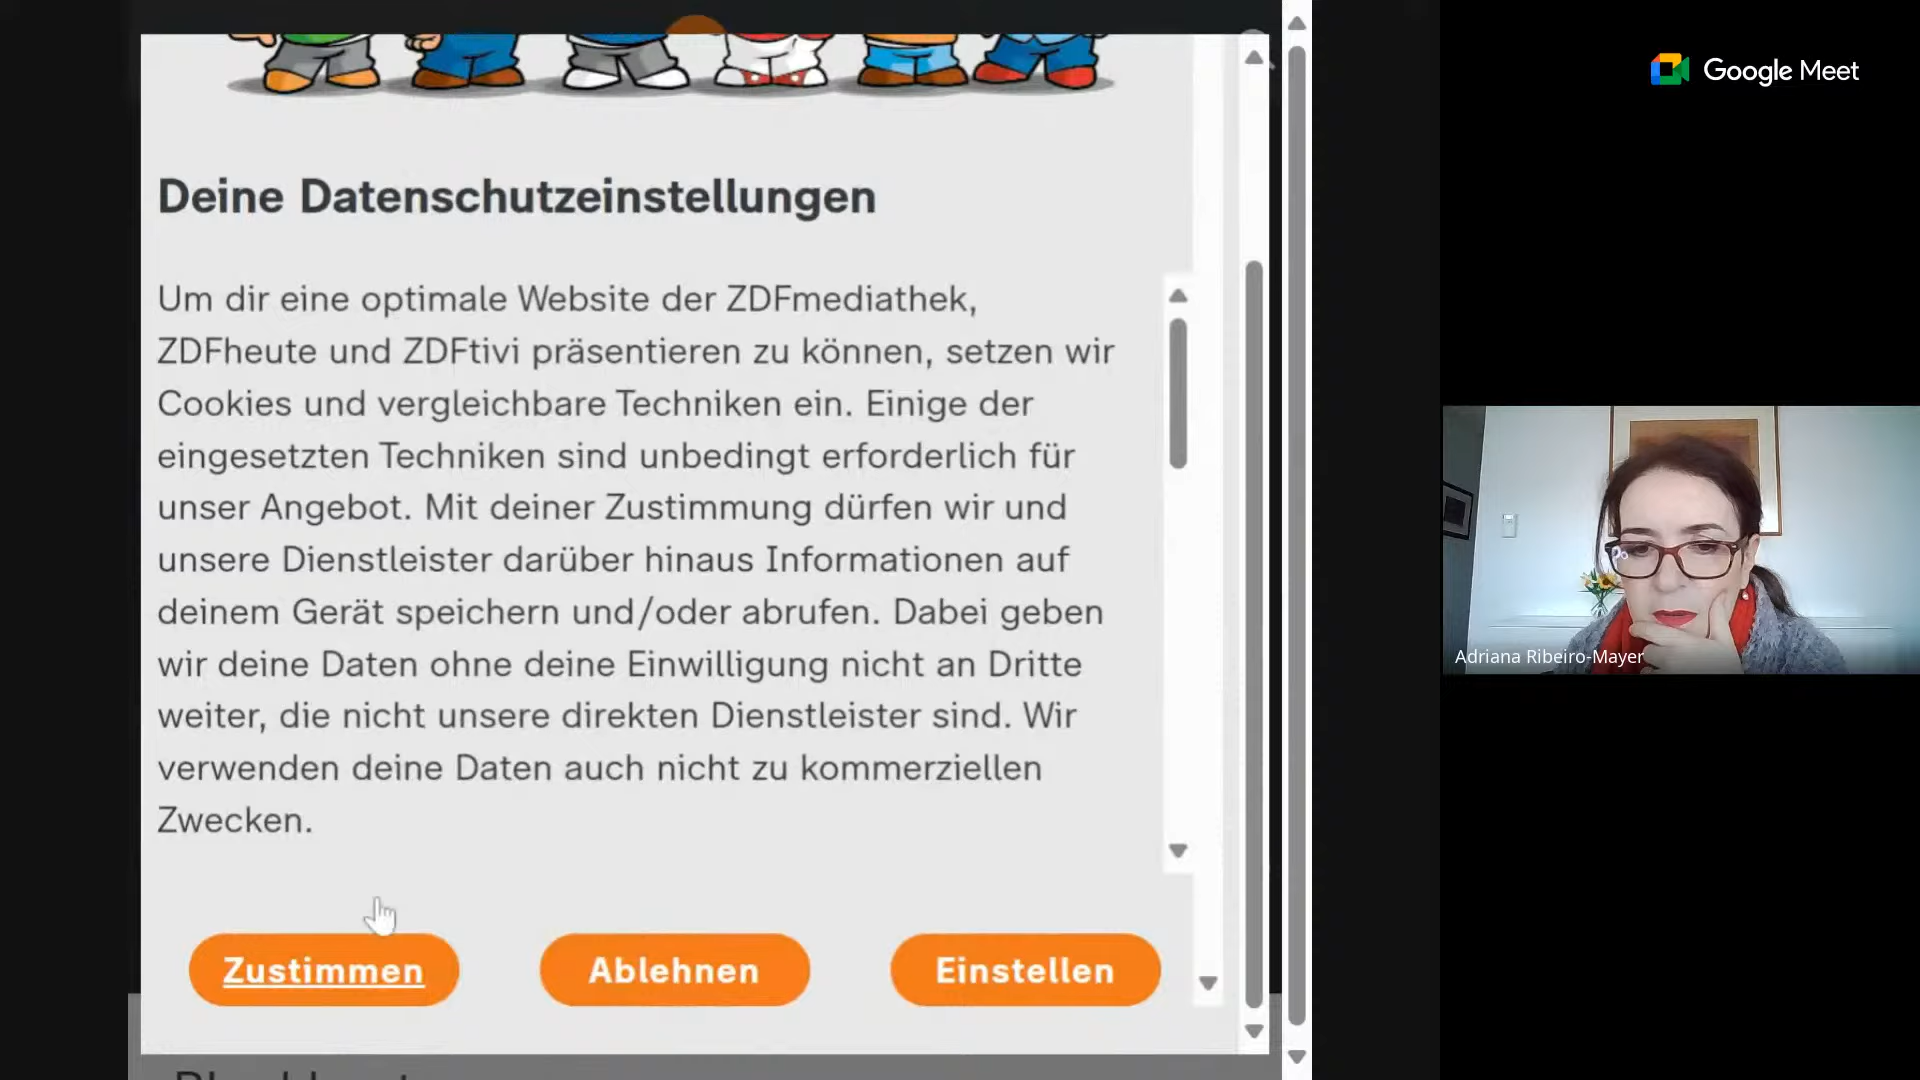 Google Meet
Deine Datenschutzeinstellungen
Um dir eine optimale Website der ZDFmediathek,
ZDFheute und ZDFtivi präsentieren zu können, setzen wir
Cookies und vergleichbare Techniken ein. Einige der
eingesetzten Techniken sind unbedingt erforderlich für
unser Angebot. Mit deiner Zustimmung dürfen wir und
unsere Dienstleister darüber hinaus Informationen auf
deinem Gerät speichern und/oder abrufen. Dabei geben
wir deine Daten ohne deine Einwilligung nicht an Dritte
weiter, die nicht unsere direkten Dienstleister sind. Wir
verwenden deine Daten auch nicht zu kommerziellen
Zwecken.
Zustimmen
Ablehnen
Einstellen
Adriana Ribeiro-Mayer